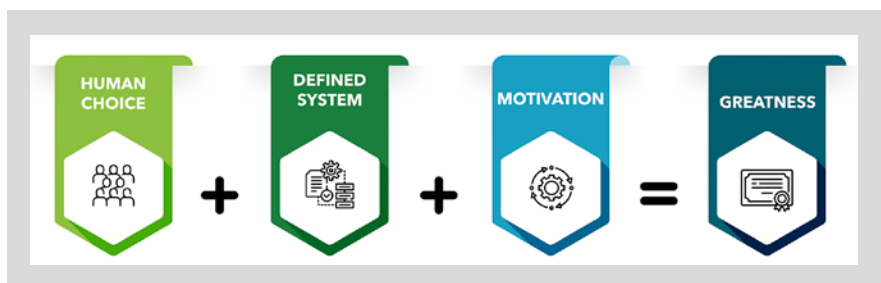 HUMAN
CHOICE
+
DEFINED
SYSTEM
+
MOTIVATION
=
GREATNESS